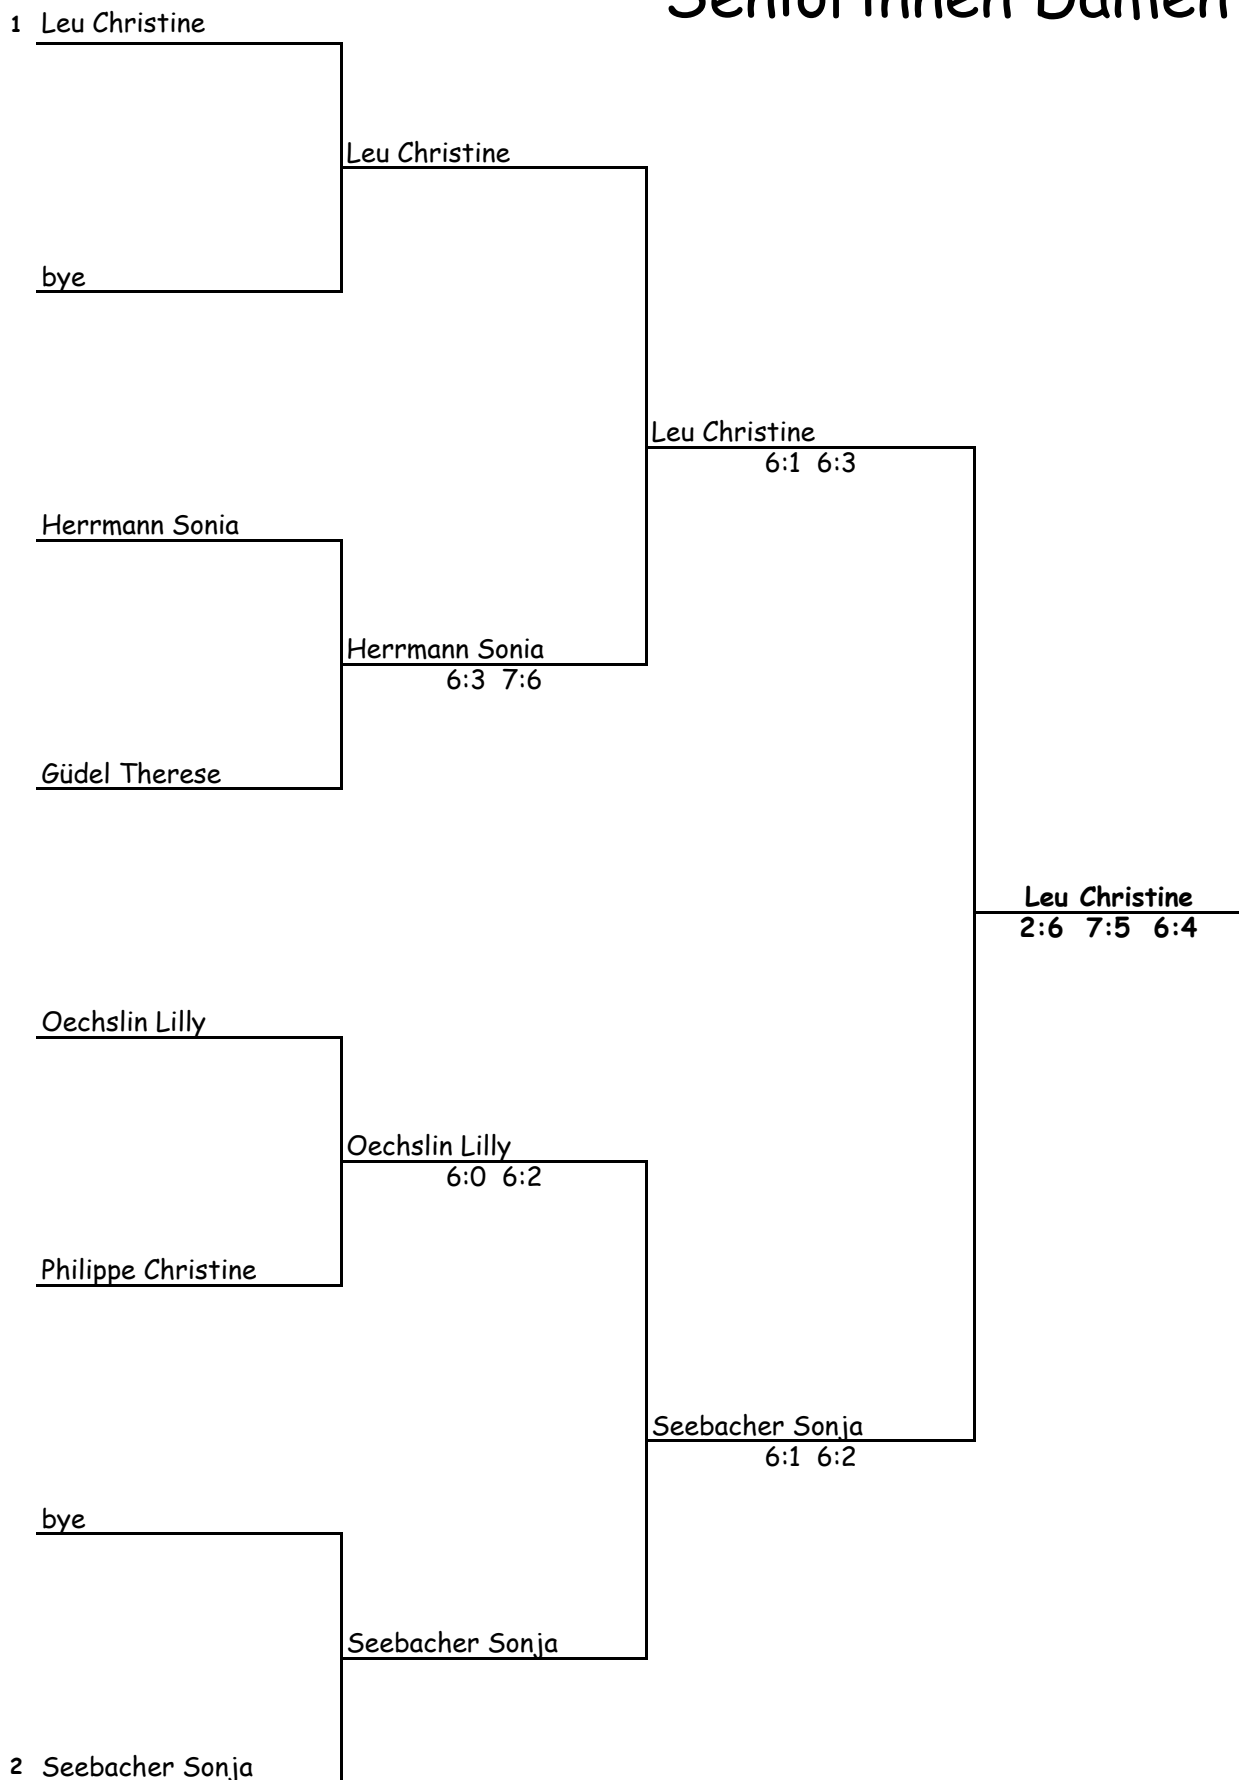 Seniorinnen Damen
1 Leu Christine
Leu Christine
bye
Leu Christine
6:1 6:3
Herrmann Sonia
Herrmann Sonia
6:3 7:6
Güdel Therese
Leu Christine
2:6 7:5 6:4
Oechslin Lilly
Oechslin Lilly
6:0 6:2
Philippe Christine
Seebacher Sonja
6:1 6:2
bye
Seebacher Sonja
2 Seebacher Sonja